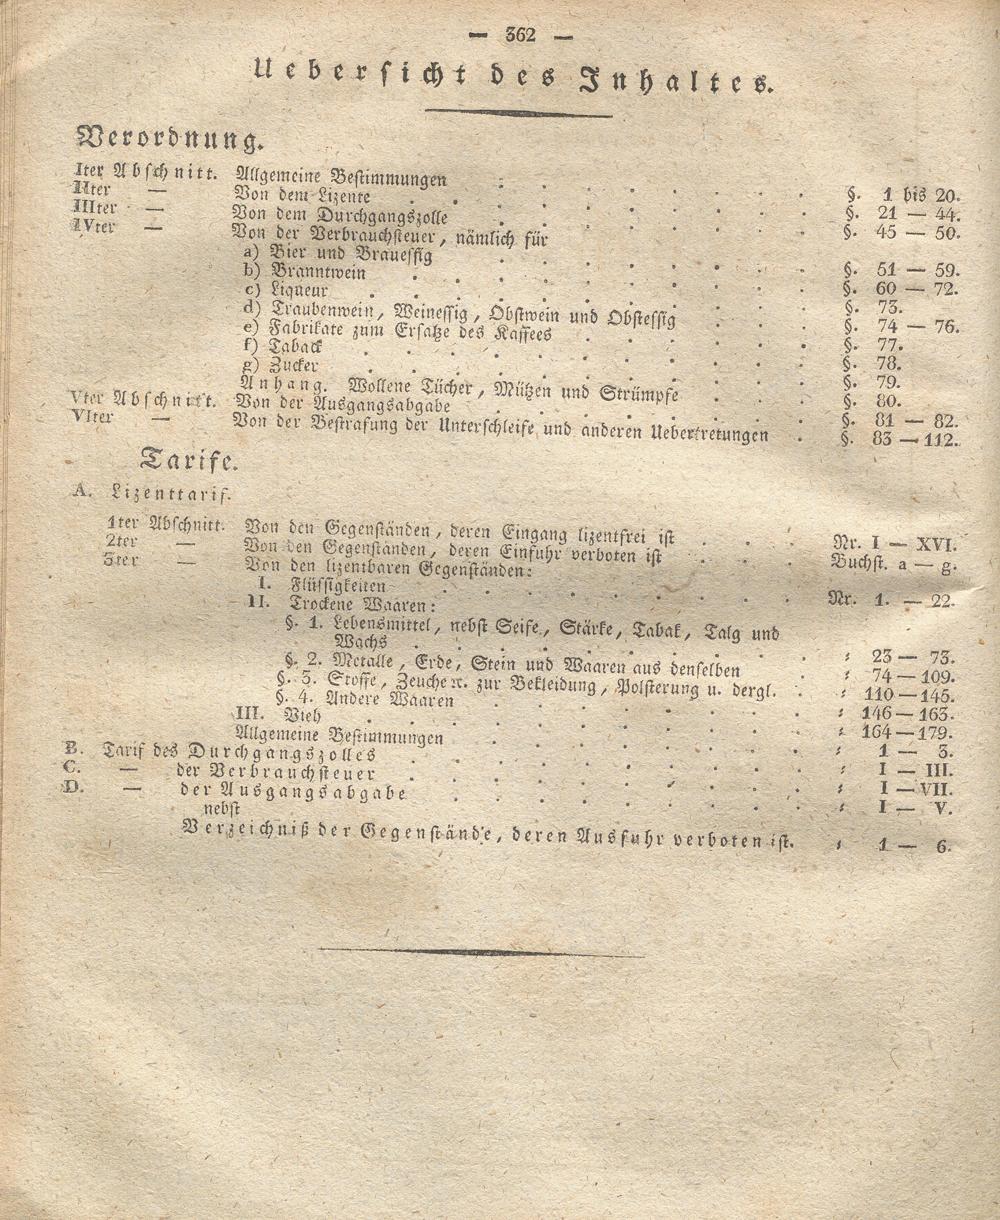 — 362 —
Uebersicht des Inhaltes.
Verordnung.
Iter Abschnitt. Allgemeine Bestimmungen . . . . . . . §. 1 bis 20.
IIter — Von dem Lizente . . . . . . . . §. 21 — 44.
IIIter — Von dem Durchgangszolle . . . . . . . §. 45 — 50.
IVter — Von der Verbrauchsteuer, nämlich für
a) Bier und Brauessig . . . . . . . §. 51 — 59.
b) Branntwein . . . . . . . . §. 60 — 72.
c) Liqueur . . . . . . . . . §. 73.
d) Traubenwein, Weinessig, Obstwein und Obstessig . . . §. 74 — 76.
e) Fabrikate zum Ersatze des Kaffees . . . . . §. 77.
f) Taback . . . . . . . . . §. 78.
g) Zucker . . . . . . . . . §. 79.
Anhang. Wollene Tücher, Mützen und Strümpfe . . . §. 80.
Vter Abschnitt. Von der Ausgangsabgabe . . . . . . . §. 81 — 82.
VIter — Von der Bestrafung der Unterschleife und anderen Uebertretungen . §. 83 — 112.
Tarife.
A. Lizenttarif.
1ter Abschnitt. Von den Gegenständen, deren Eingang lizentfrei ist . . . Nr. I — XVI.
2ter — Von den Gegenständen, deren Einfuhr verboten ist . . . Buchst. a — g.
3ter — Von den lizentbaren Gegenständen:
I. Flüssigkeiten . . . . . . . . Nr. 1. — 22.
II. Trockene Waaren:
§. 1. Lebensmittel, nebst Seife, Stärke, Tabak, Talg und
Wachs . . . . . . . . ⸗ 23 — 73.
§. 2. Metalle, Erde, Stein und Waaren aus denselben . . ⸗ 74 — 109.
§. 3. Stoffe, Zeuche ꝛc. zur Bekleidung, Polsterung u. dergl. . ⸗ 110 — 145.
§. 4. Andere Waaren . . . . . . . ⸗ 146 — 163.
III. Vieh . . . . . . . . . ⸗ 164 — 179.
Allgemeine Bestimmungen . . . . . . . ⸗ 1 — 3.
B. Tarif des Durchgangszolles . . . . . . . . ⸗ I — III.
C. — der Verbrauchsteuer . . . . . . . . ⸗ I — VII.
D. — der Ausgangsabgabe . . . . . . . ⸗ I — V.
nebst
Verzeichniß der Gegenstände, deren Ausfuhr verboten ist. ⸗ 1 — 6.